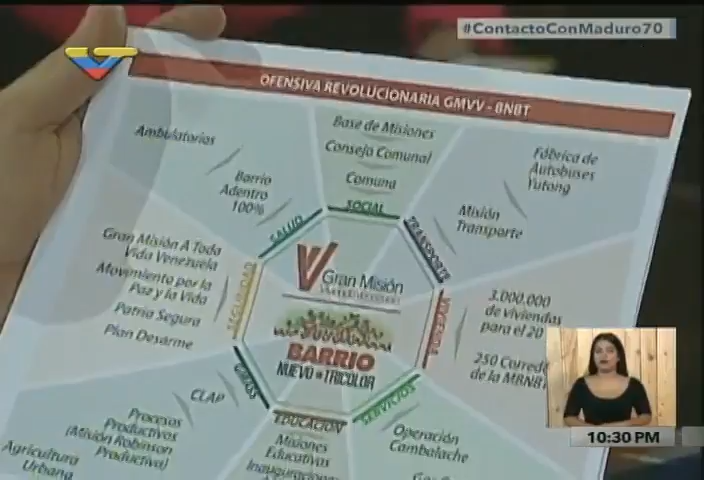 #ContactoConMaduro70
OFENSIVA REVOLUCIONARIA GMVV - BNBT
Ambulatorios
Barrio
Adentro
100%
SALUD
Base de Misiones
Consejo Comunal
Comuna
SOCIAL
Fábrica de
Autobuses
Yutong
Misión
Transporte
TRANSPORTE
Gran Misión A Toda
Vida Venezuela
Movimiento por la
Paz y la Vida
Patria Segura
Plan Desarme
SEGURIDAD
Gran Misión
BARRIO
NUEVO TRICOLOR
VIVIENDA
3.000.000
de viviendas
para el 20
250
de la MBNBT
CLAP
Procesos
Productivos
(Misión Robinson
Productiva)
Agricultura
Urbana
EDUCACIÓN
Misiones
Educativas
SERVICIOS
Operación
Cambalache
10:30 PM